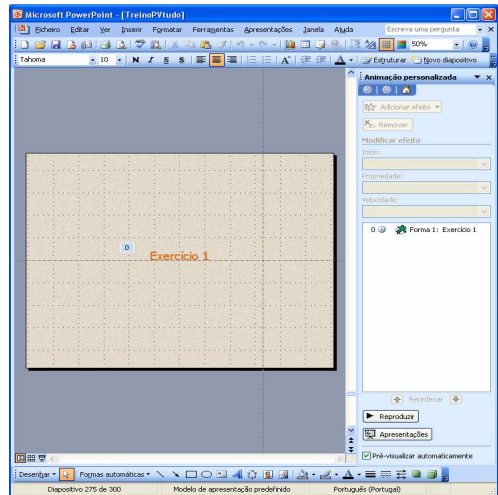 Microsoft PowerPoint - [TreinoPVtudo]
Ficheiro Editar Ver Inserir Formatar Ferramentas Apresentações Janela Ajuda Escreva uma pergunta
50%
Tahoma 10 N I S S A Estruturar Novo diapositivo
Animação personalizada
Adicionar efeito
Remover
Modificar efeito
Início:
Propriedade:
Velocidade:
0 Forma 1: Exercício 1
0
Exercício 1
Reordenar
Reproduzir
Apresentações
Pré-visualizar automaticamente
Desenhar Formas automáticas
Diapositivo 275 de 300 Modelo de apresentação predefinido Português (Portugal)